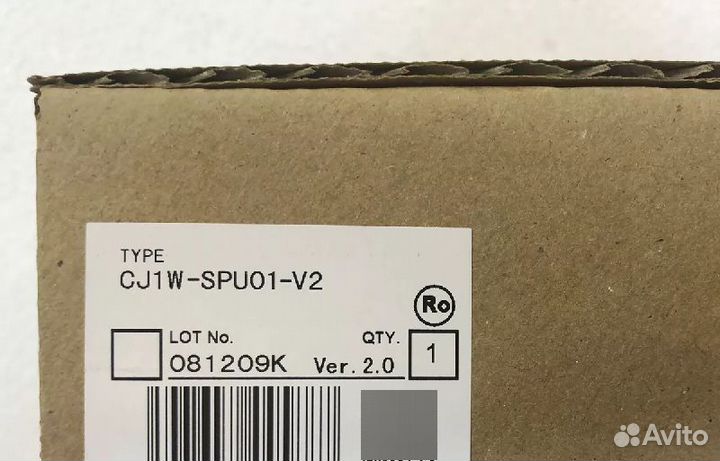 TYPE
CJ1W-SPU01-V2
Ro
LOT No. QTY.
081209K Ver. 2.0 1
Avito